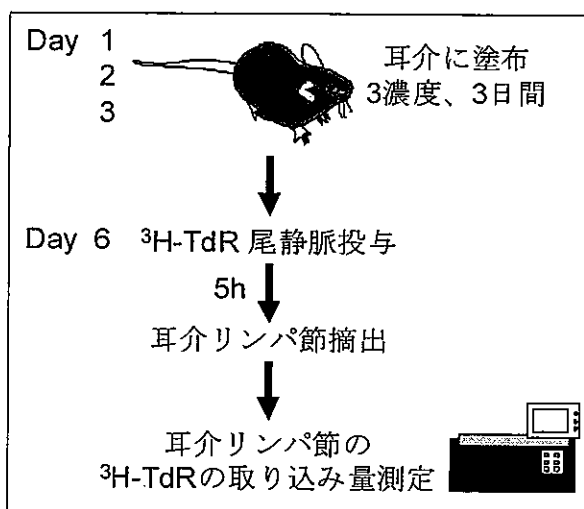 Day 1
2
3
耳介に塗布
3濃度、3日間
Day 6 ³H-TdR 尾静脈投与
5h
耳介リンパ節摘出
耳介リンパ節の
³H-TdRの取り込み量測定